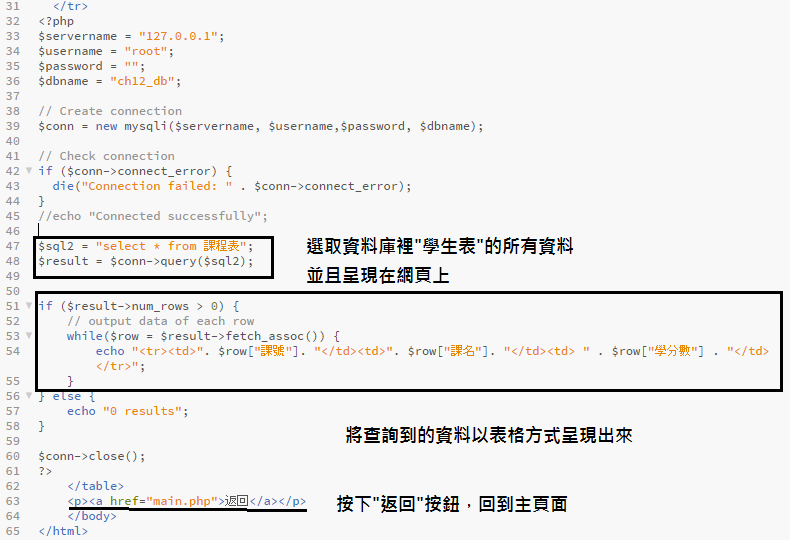 31   </tr>
32 <?php
33 $servername = "127.0.0.1";
34 $username = "root";
35 $password = "";
36 $dbname = "ch12_db";
37
38 // Create connection
39 $conn = new mysqli($servername, $username,$password, $dbname);
40
41 // Check connection
42 if ($conn->connect_error) {
43   die("Connection failed: " . $conn->connect_error);
44 }
45 //echo "Connected successfully";
46
47 $sql2 = "select * from 課程表";
選取資料庫裡"學生表"的所有資料
48 $result = $conn->query($sql2);
並且呈現在網頁上
49
50
51 if ($result->num_rows > 0) {
52     // output data of each row
53     while($row = $result->fetch_assoc()) {
54         echo "<tr><td>". $row["課號"]. "</td><td>". $row["課名"]. "</td><td> " . $row["學分數"] . "</td>
</tr>";
55     }
56 } else {
57     echo "0 results";
58 }
將查詢到的資料以表格方式呈現出來
59
60 $conn->close();
61 ?>
62     </table>
63     <p><a href="main.php">返回</a></p>
按下"返回"按鈕，回到主頁面
64     </body>
65 </html>